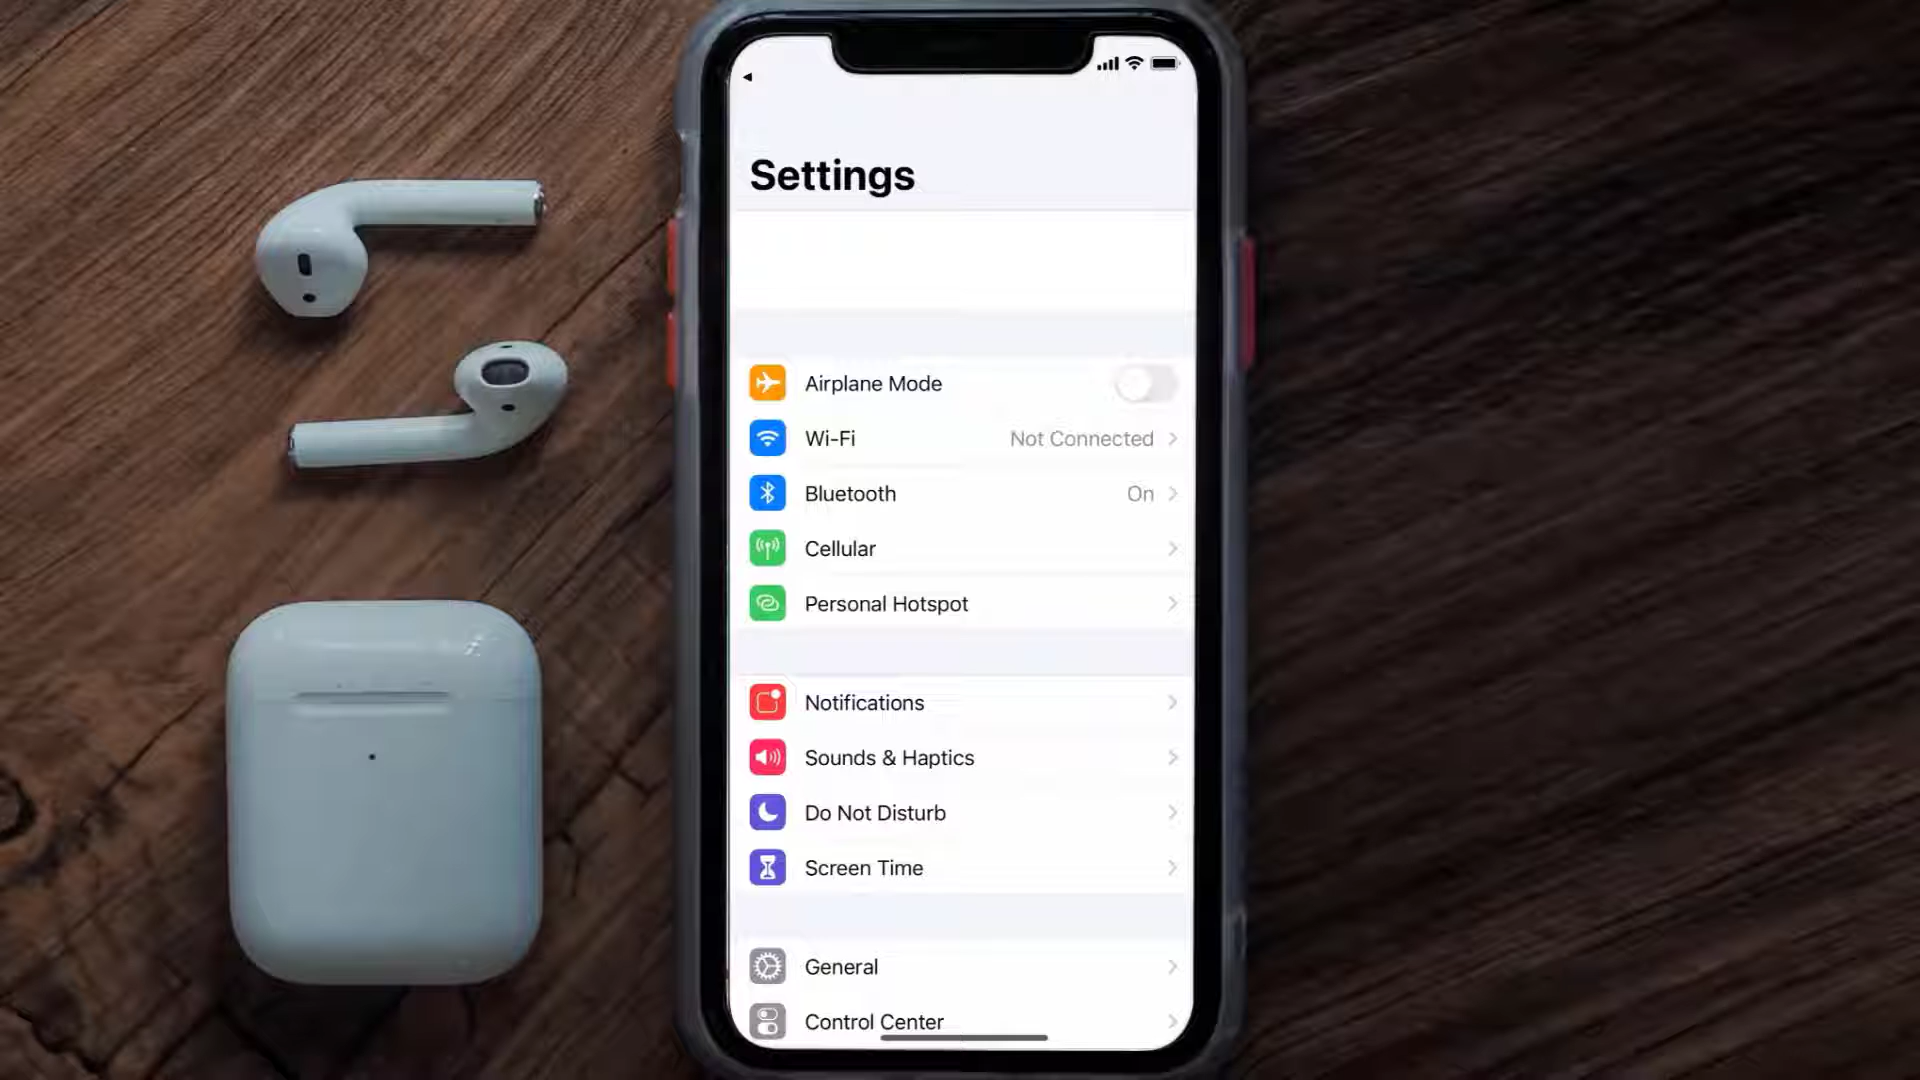 Settings
Airplane Mode
Wi-Fi Not Connected
Bluetooth On
Cellular
Personal Hotspot
Notifications
Sounds & Haptics
Do Not Disturb
Screen Time
General
Control Center